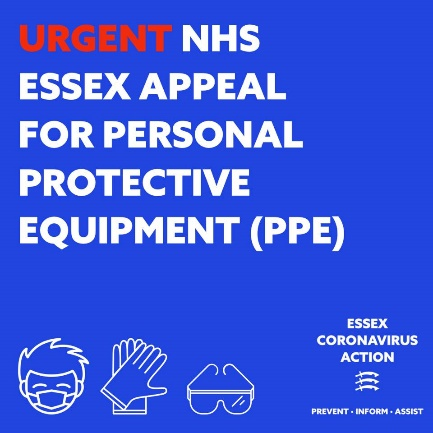 URGENT NHS
ESSEX APPEAL
FOR PERSONAL
PROTECTIVE
EQUIPMENT (PPE)
ESSEX
CORONAVIRUS
ACTION
PREVENT • INFORM • ASSIST